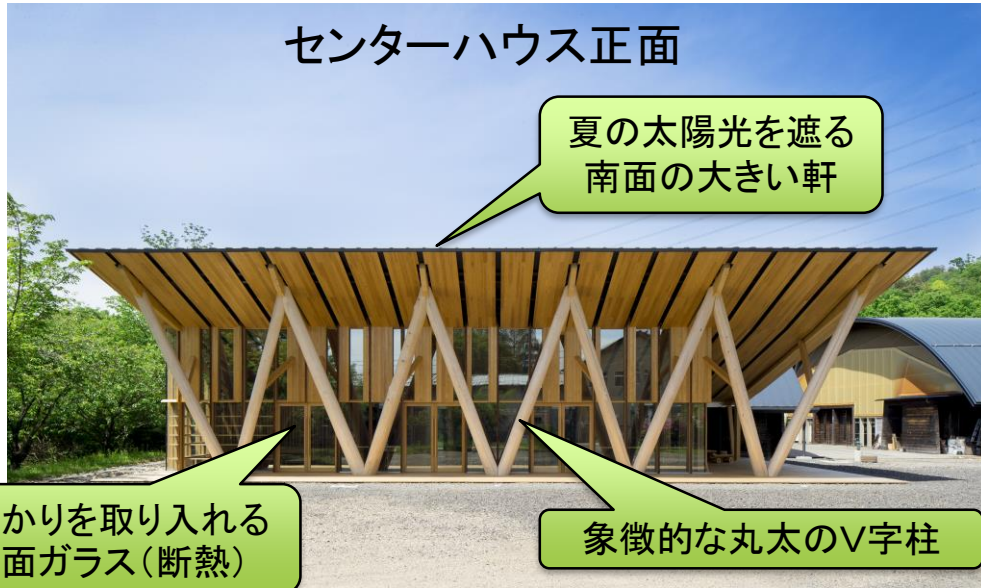 センターハウス正面
夏の太陽光を遮る
南面の大きい軒
かりを取り入れる
面ガラス(断熱)
象徴的な丸太のV字柱